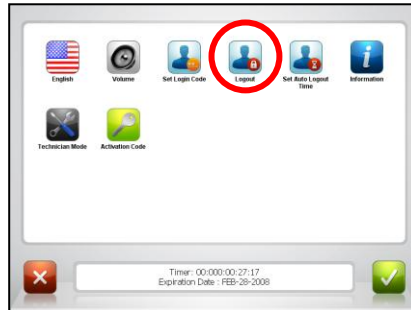 English
Volume
Set Login Code
Logout
Set Auto Logout
Time
Information
Technician Mode
Activation Code
Timer: 00:000:00:27:17
Expiration Date : FEB-28-2008